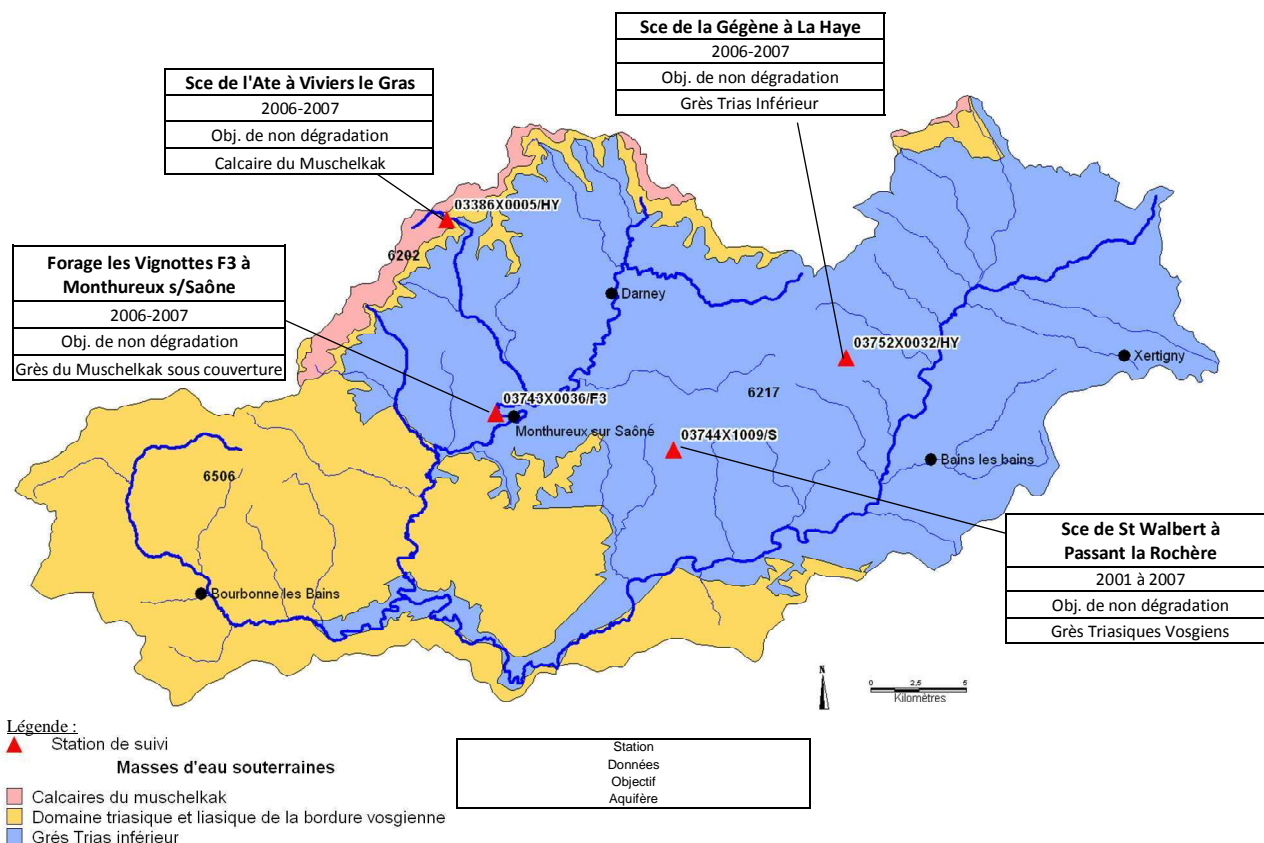 Sce de la Gégène à La Haye
2006-2007
Obj. de non dégradation
Grès Trias Inférieur
Sce de l'Ate à Viviers le Gras
2006-2007
Obj. de non dégradation
Calcaire du Muschelkak
03386X0005/HY
6202
Forage les Vignottes F3 à
Monthureux s/Saône
2006-2007
Obj. de non dégradation
Grès du Muschelkak sous couverture
Darney
03752X0032/HY
Xertigny
6217
03743X0036/F3
Monthureux sur Saône
03744X1009/S
Bains les bains
6506
Bourbonne les Bains
Sce de St Walbert à
Passant la Rochère
2001 à 2007
Obj. de non dégradation
Grès Triasiques Vosgiens
N
0 2,5 5
Kilomètres
Légende :
Station de suivi
Masses d'eau souterraines
Calcaires du muschelkak
Domaine triasique et liasique de la bordure vosgienne
Grés Trias inférieur
Station
Données
Objectif
Aquifère